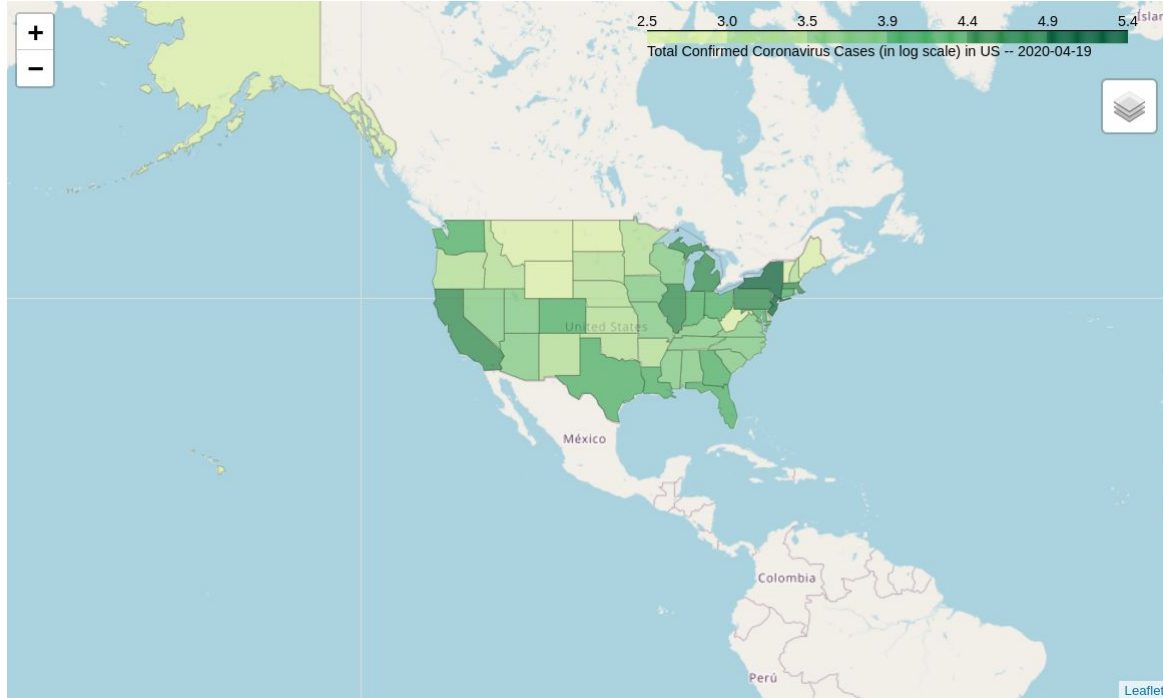 +
−
2.5 3.0 3.5 3.9 4.4 4.9 5.4
Total Confirmed Coronavirus Cases (in log scale) in US -- 2020-04-19
United States
México
Colombia
Perú
Leaflet